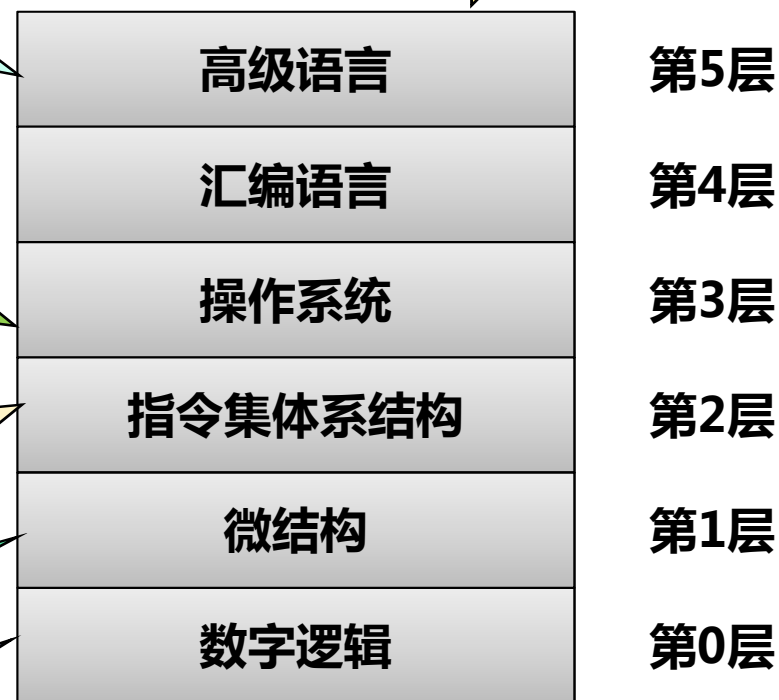 高级语言 第5层
汇编语言 第4层
操作系统 第3层
指令集体系结构 第2层
微结构 第1层
数字逻辑 第0层